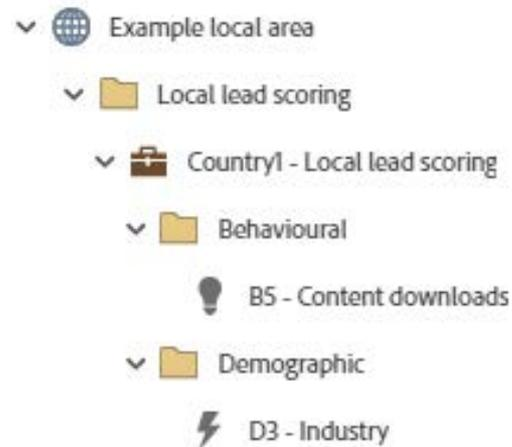 Example local area
Local lead scoring
Country1 - Local lead scoring
Behavioural
B5 - Content downloads
Demographic
D3 - Industry